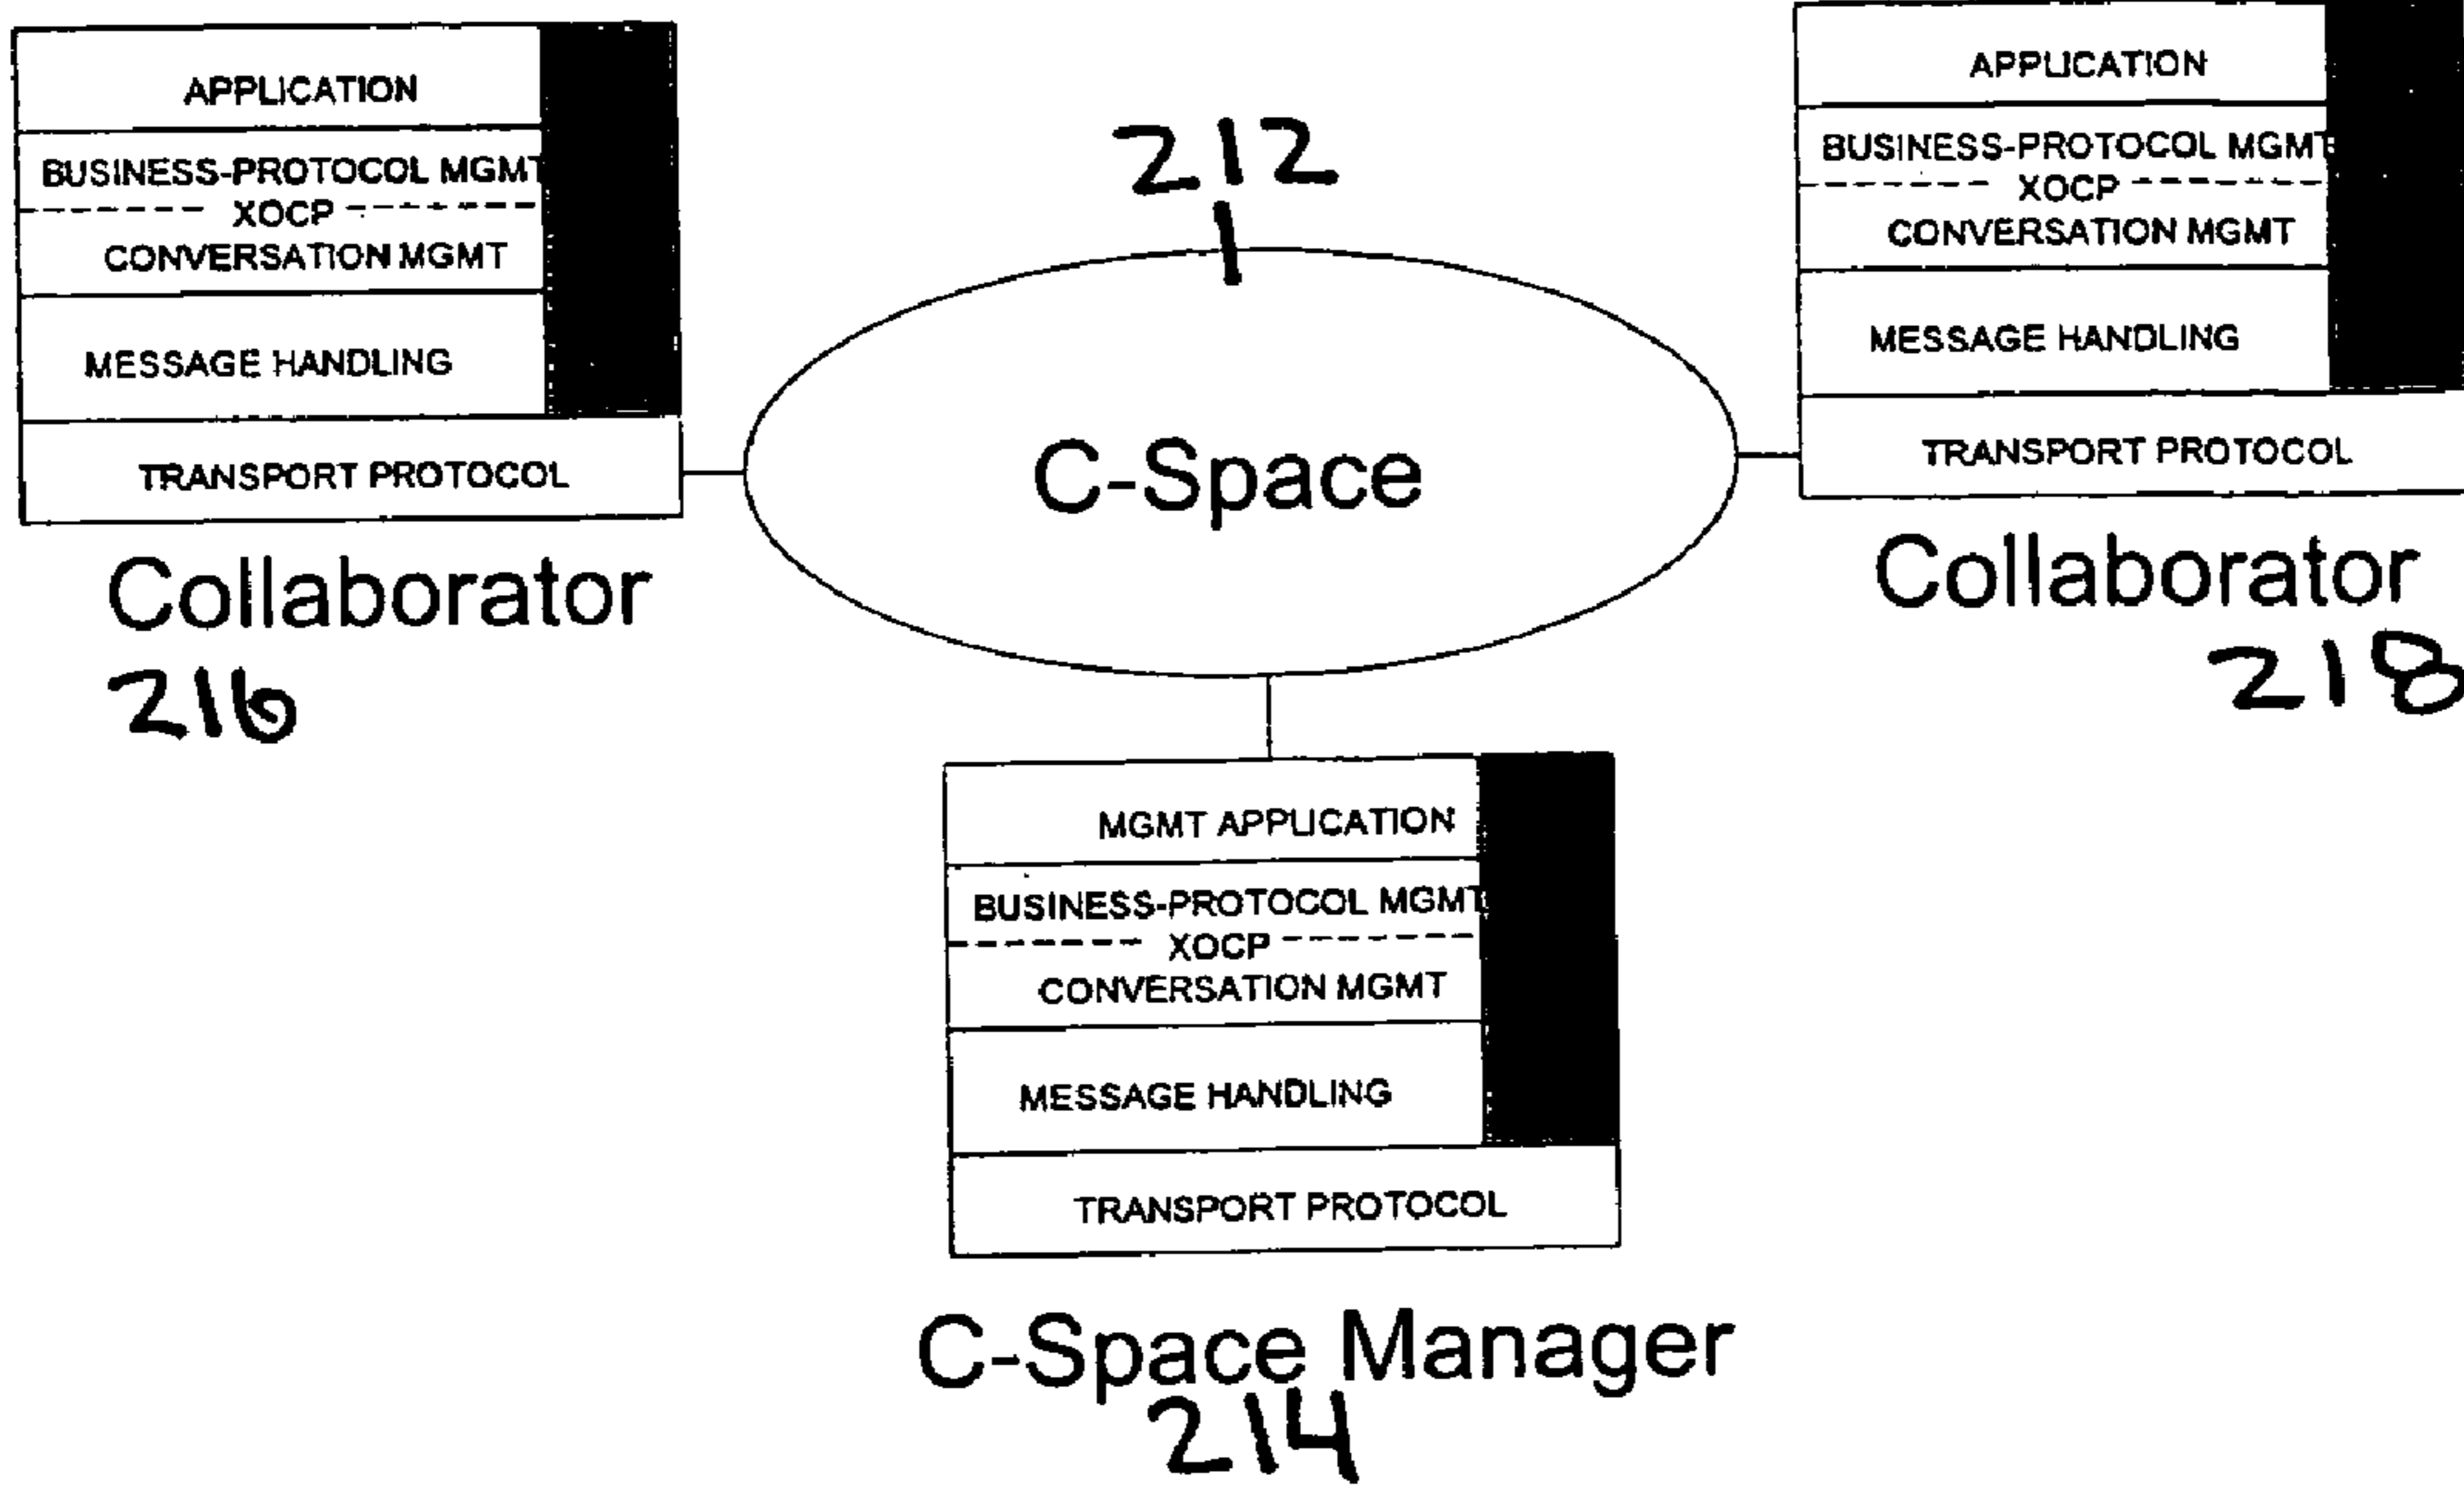 APPLICATION
BUSINESS-PROTOCOL MGMT
XOCP
CONVERSATION MGMT
MESSAGE HANDLING
TRANSPORT PROTOCOL
Collaborator
216
212
C-Space
APPLICATION
BUSINESS-PROTOCOL MGMT
XOCP
CONVERSATION MGMT
MESSAGE HANDLING
TRANSPORT PROTOCOL
Collaborator
218
MGMT APPLICATION
BUSINESS-PROTOCOL MGMT
XOCP
CONVERSATION MGMT
MESSAGE HANDLING
TRANSPORT PROTOCOL
C-Space Manager
214